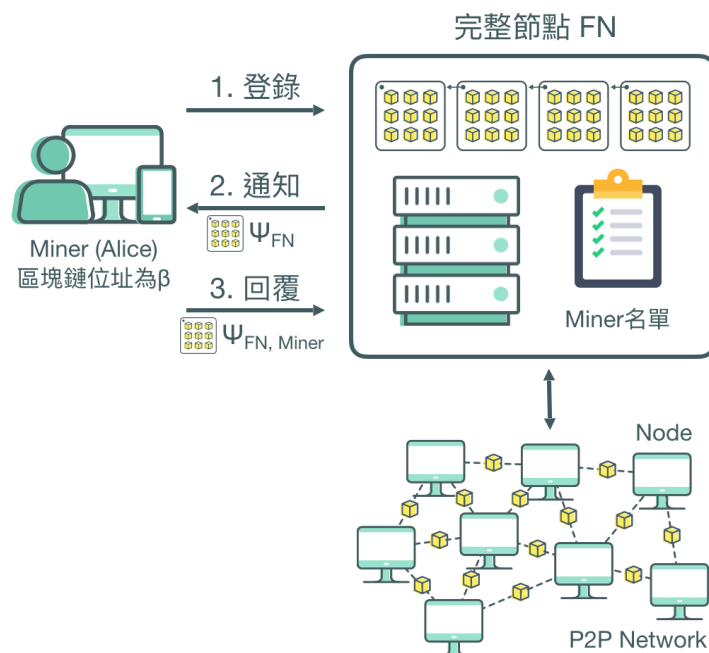 完整節點 FN
1. 登錄
2. 通知
ΨFN
Miner (Alice)
區塊鏈位址為β
3. 回覆
ΨFN, Miner
Miner名單
Node
P2P Network